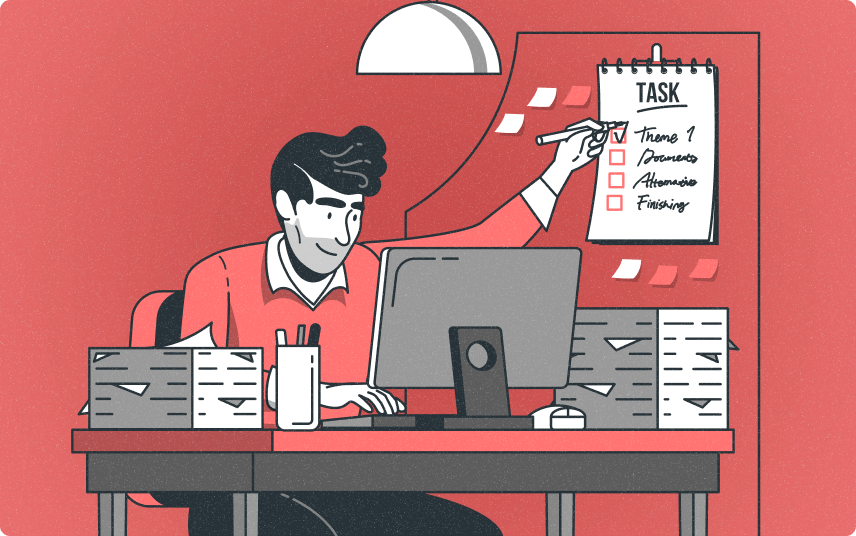 TASK
Theme 1
Documents
Alternative
Finishing